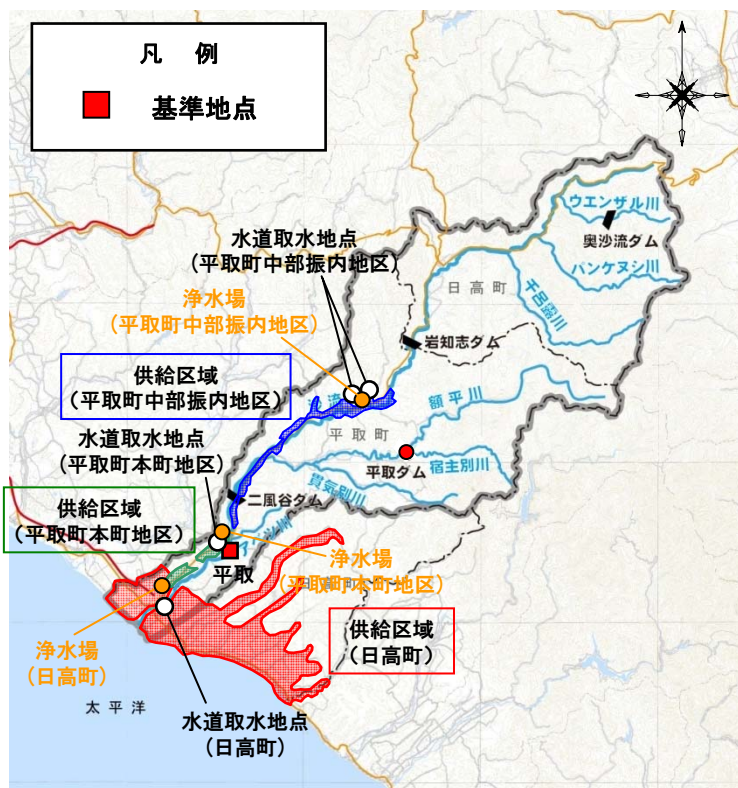 凡 例
基準地点
ウエンザル川
奥沙流ダム
パンケヌシ川
水道取水地点
(平取町中部振内地区)
日高町
千呂露川
浄水場
(平取町中部振内地区)
岩知志ダム
供給区域
(平取町中部振内地区)
額平川
水道取水地点
(平取町本町地区)
平取町
平取ダム
宿主別川
貫気別川
供給区域
(平取町本町地区)
二風谷ダム
浄水場
(平取町本町地区)
平取
供給区域
(日高町)
浄水場
(日高町)
太平洋
水道取水地点
(日高町)